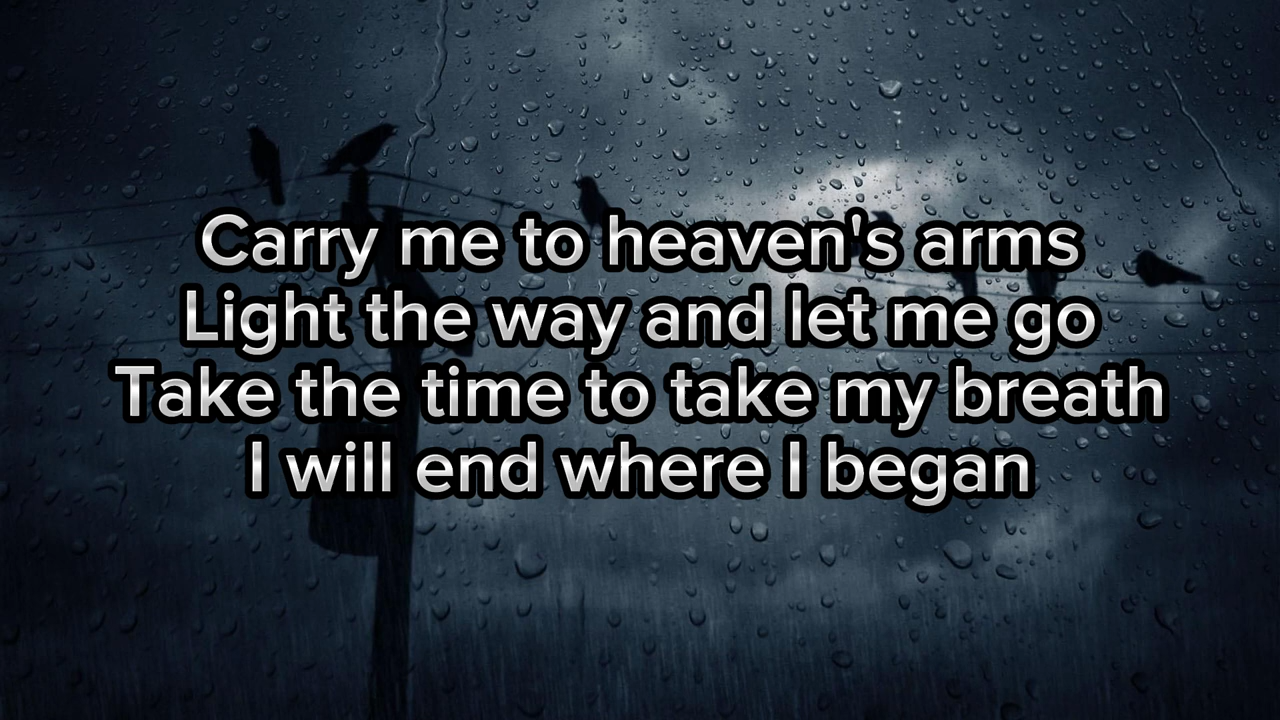 Carry me to heaven's arms
Light the way and let me go
Take the time to take my breath
I will end where I began